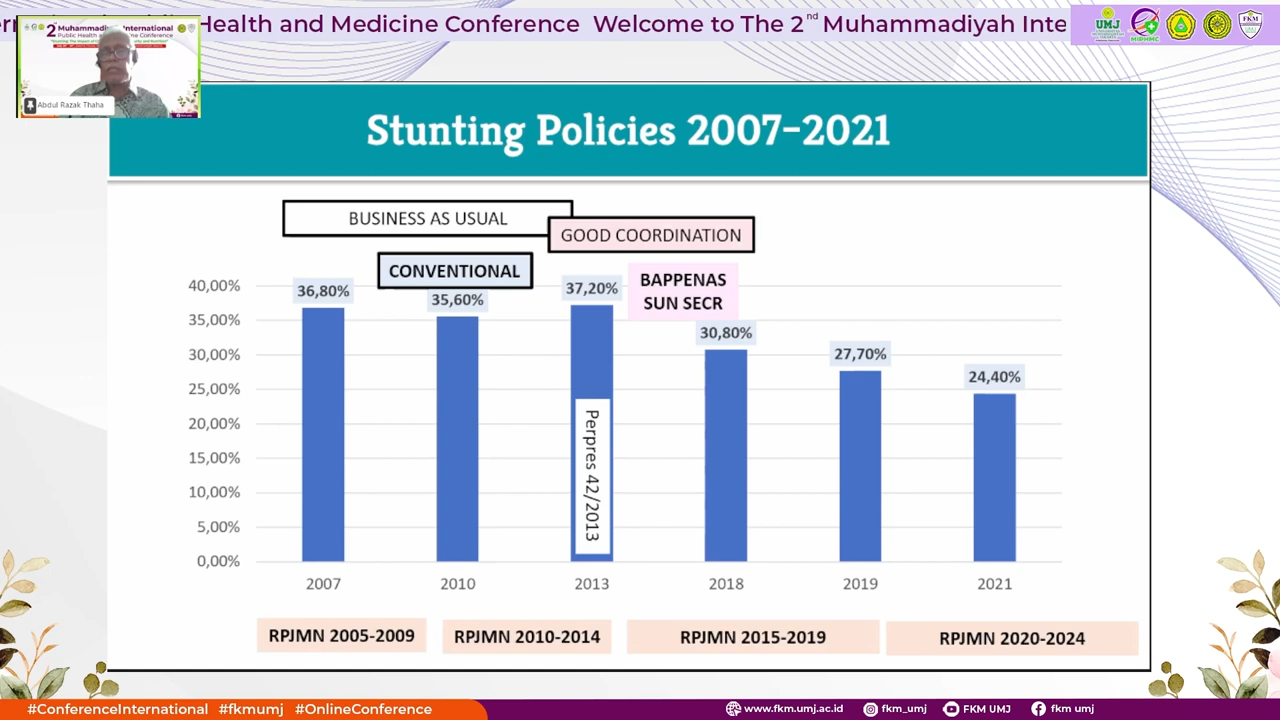 Health and Medicine Conference Welcome to The 2nd Muhammadiyah Inte
UMJ
MIPHMC
FKM
2nd Muhammadiyah International
Public Health and Medicine Conference
Abdul Razak Thaha
Stunting Policies 2007–2021
BUSINESS AS USUAL
GOOD COORDINATION
CONVENTIONAL
BAPPENAS
SUN SECR
40,00%
35,00%
30,00%
25,00%
20,00%
15,00%
10,00%
5,00%
0,00%
36,80%
35,60%
37,20%
30,80%
27,70%
24,40%
Perpres 42/2013
2007 2010 2013 2018 2019 2021
RPJMN 2005-2009 RPJMN 2010-2014 RPJMN 2015-2019 RPJMN 2020-2024
#ConferenceInternational #fkmumj #OnlineConference
www.fkm.umj.ac.id fkm_umj FKM UMJ fkm umj